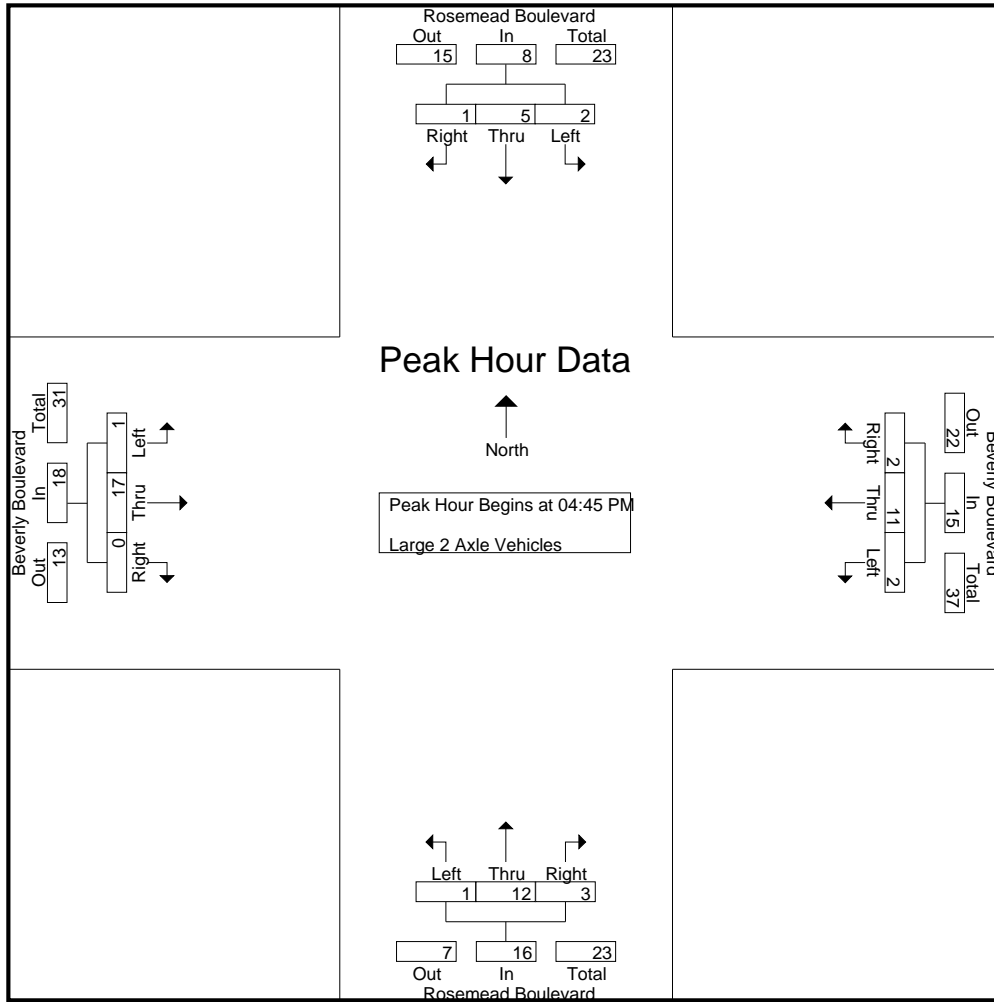 Rosemead Boulevard
Out In Total
15 8 23
1 5 2
Right Thru Left
Peak Hour Data
North
Peak Hour Begins at 04:45 PM
Large 2 Axle Vehicles
Beverly Boulevard
Out In Total
13 18 31
0 17 1
Right Thru Left
Beverly Boulevard
Out In Total
22 15 37
2 11 2
Right Thru Left
Left Thru Right
1 12 3
7 16 23
Out In Total
Rosemead Boulevard